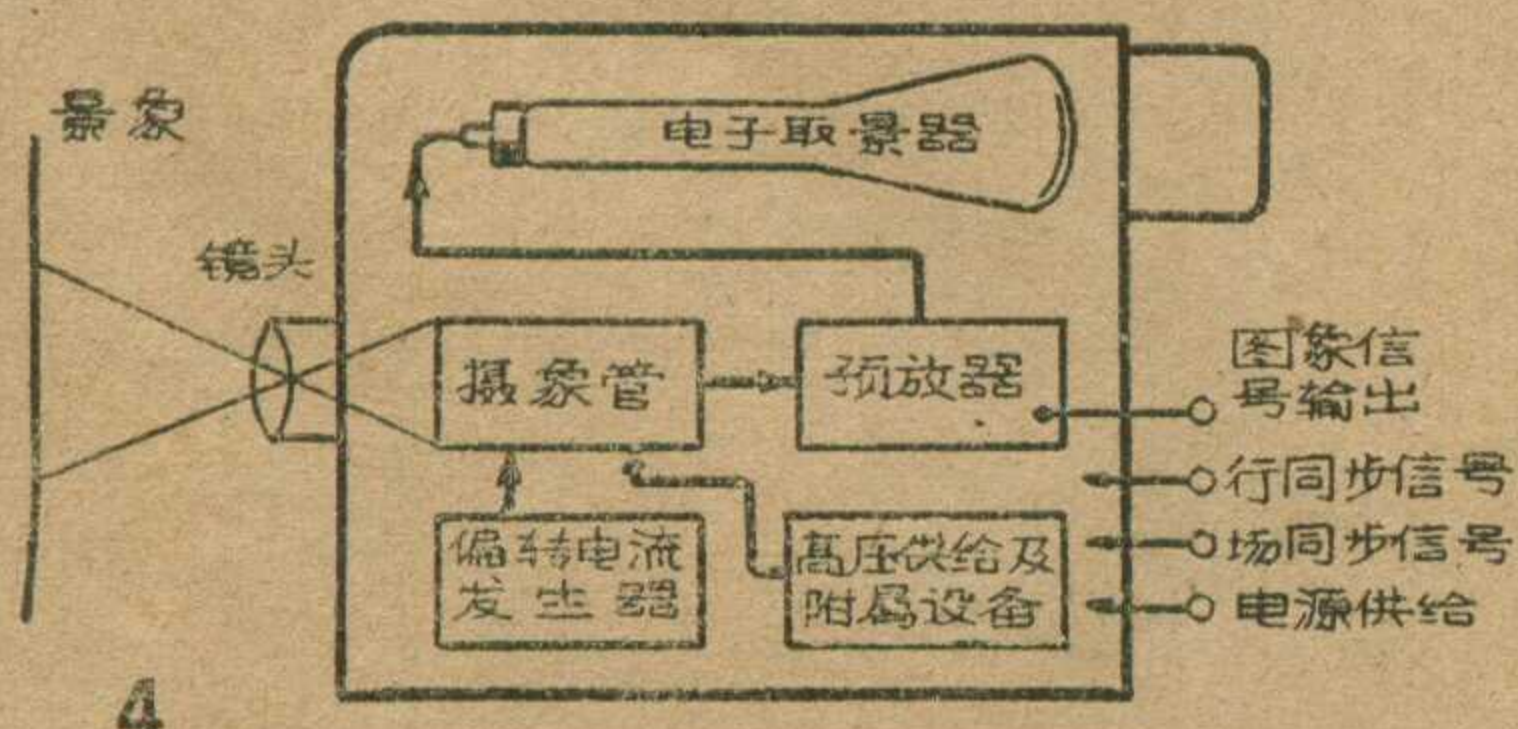 景象
电子取景器
镜头
摄象管
预放器
图象信
号输出
行同步信号
偏转电流
发生器
高压供给及
附属设备
场同步信号
电源供给
4